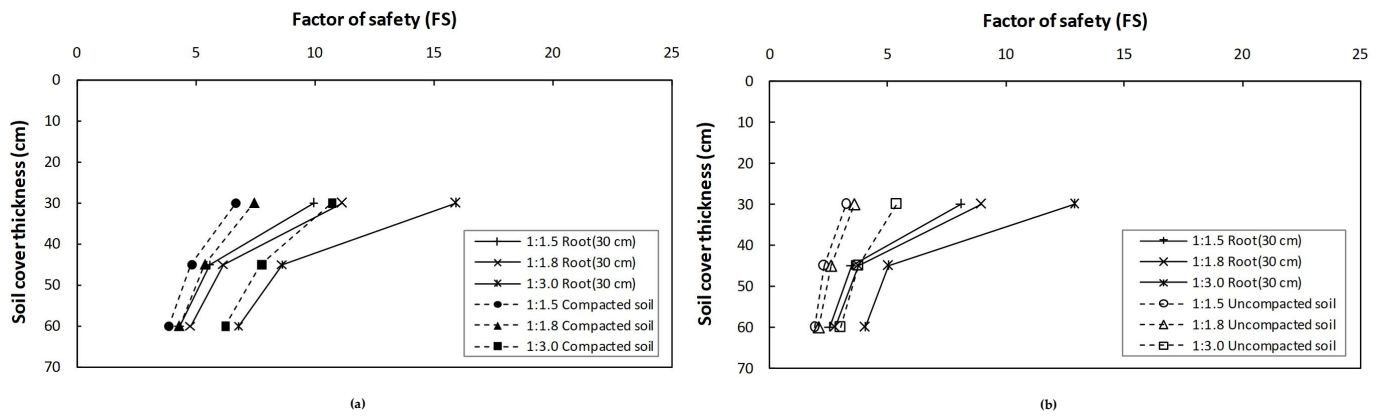 Factor of safety (FS)
0 5 10 15 20 25
0
10
20
30
40
50
60
70
Soil cover thickness (cm)
1:1.5 Root(30 cm)
1:1.8 Root(30 cm)
1:3.0 Root(30 cm)
1:1.5 Compacted soil
1:1.8 Compacted soil
1:3.0 Compacted soil
(a)
Factor of safety (FS)
0 5 10 15 20 25
0
10
20
30
40
50
60
70
Soil cover thickness (cm)
1:1.5 Root(30 cm)
1:1.8 Root(30 cm)
1:3.0 Root(30 cm)
1:1.5 Uncompacted soil
1:1.8 Uncompacted soil
1:3.0 Uncompacted soil
(b)